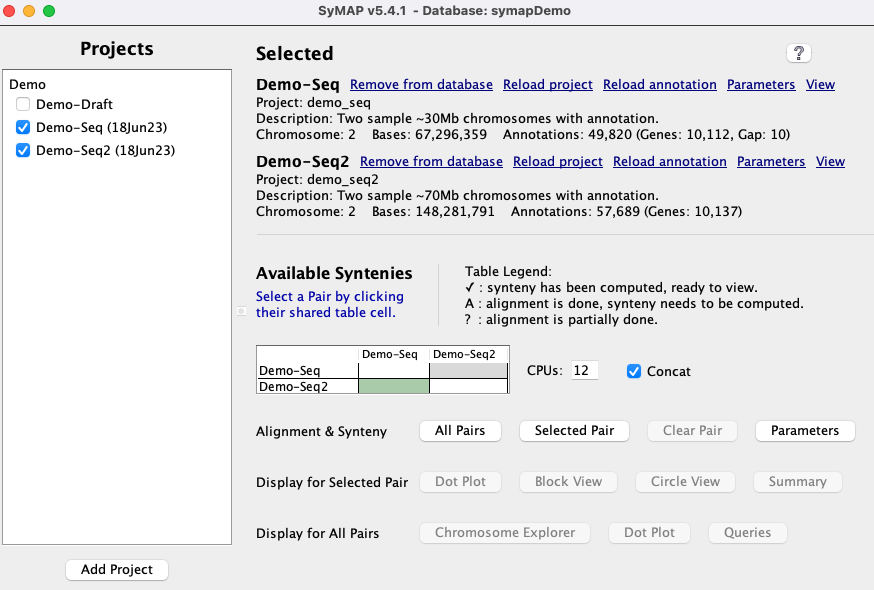 SyMAP v5.4.1 - Database: symapDemo
Projects
Demo
Demo-Draft
Demo-Seq (18Jun23)
Demo-Seq2 (18Jun23)
Add Project
Selected
?
Demo-Seq Remove from database Reload project Reload annotation Parameters View
Project: demo_seq
Description: Two sample ~30Mb chromosomes with annotation.
Chromosome: 2 Bases: 67,296,359 Annotations: 49,820 (Genes: 10,112, Gap: 10)
Demo-Seq2 Remove from database Reload project Reload annotation Parameters View
Project: demo_seq2
Description: Two sample ~70Mb chromosomes with annotation.
Chromosome: 2 Bases: 148,281,791 Annotations: 57,689 (Genes: 10,137)
Available Syntenies
Select a Pair by clicking
their shared table cell.
Table Legend:
✓ : synteny has been computed, ready to view.
A : alignment is done, synteny needs to be computed.
? : alignment is partially done.
Demo-Seq Demo-Seq2
Demo-Seq
Demo-Seq2
CPUs: 12 Concat
Alignment & Synteny All Pairs Selected Pair Clear Pair Parameters
Display for Selected Pair Dot Plot Block View Circle View Summary
Display for All Pairs Chromosome Explorer Dot Plot Queries